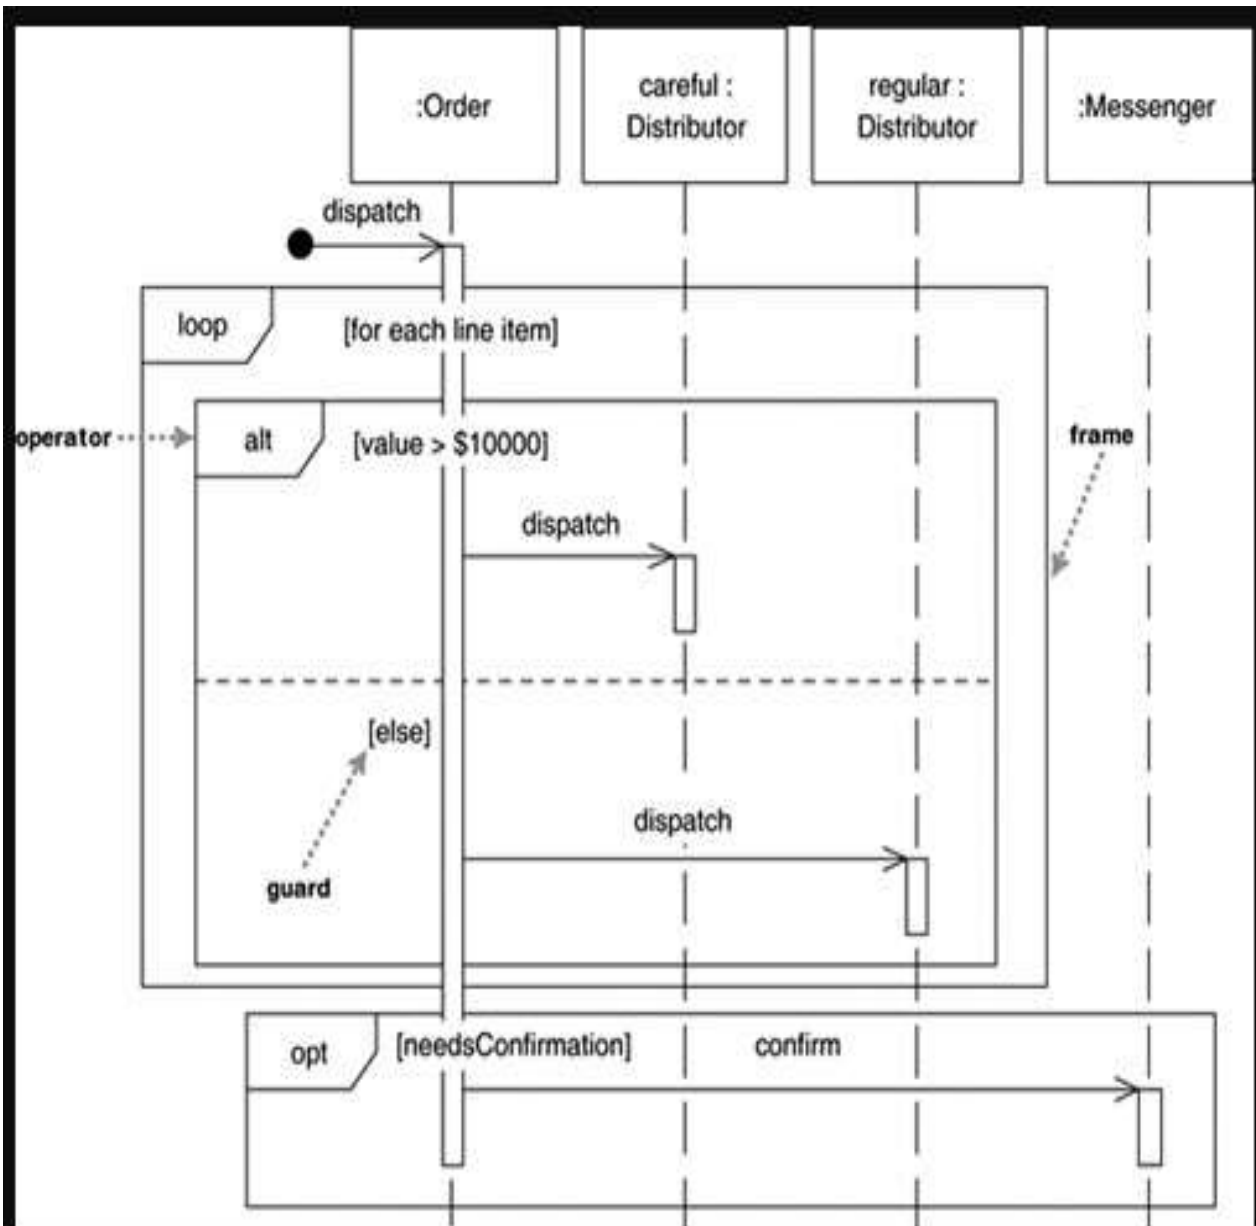 :Order
careful :
Distributor
regular :
Distributor
:Messenger
dispatch
loop
[for each line item]
operator
alt
[value > $10000]
frame
dispatch
[else]
dispatch
guard
opt
[needsConfirmation]
confirm